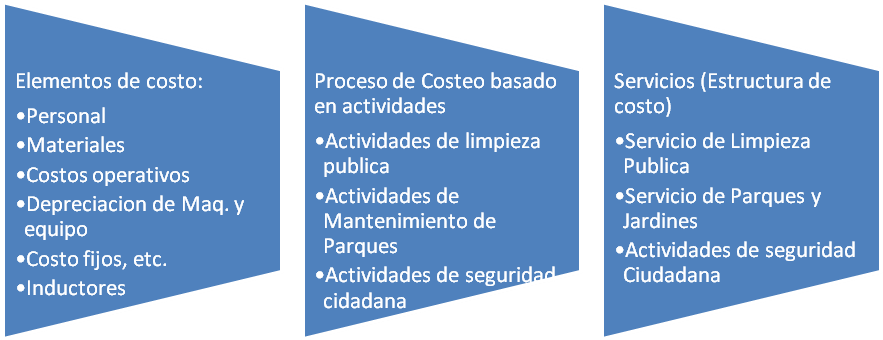 Elementos de costo:
•Personal
•Materiales
•Costos operativos
•Depreciacion de Maq. y
equipo
•Costo fijos, etc.
•Inductores
Proceso de Costeo basado
en actividades
•Actividades de limpieza
publica
•Actividades de
Mantenimiento de
Parques
•Actividades de seguridad
cidadana
Servicios (Estructura de
costo)
•Servicio de Limpieza
Publica
•Servicio de Parques y
Jardines
•Actividades de seguridad
Ciudadana